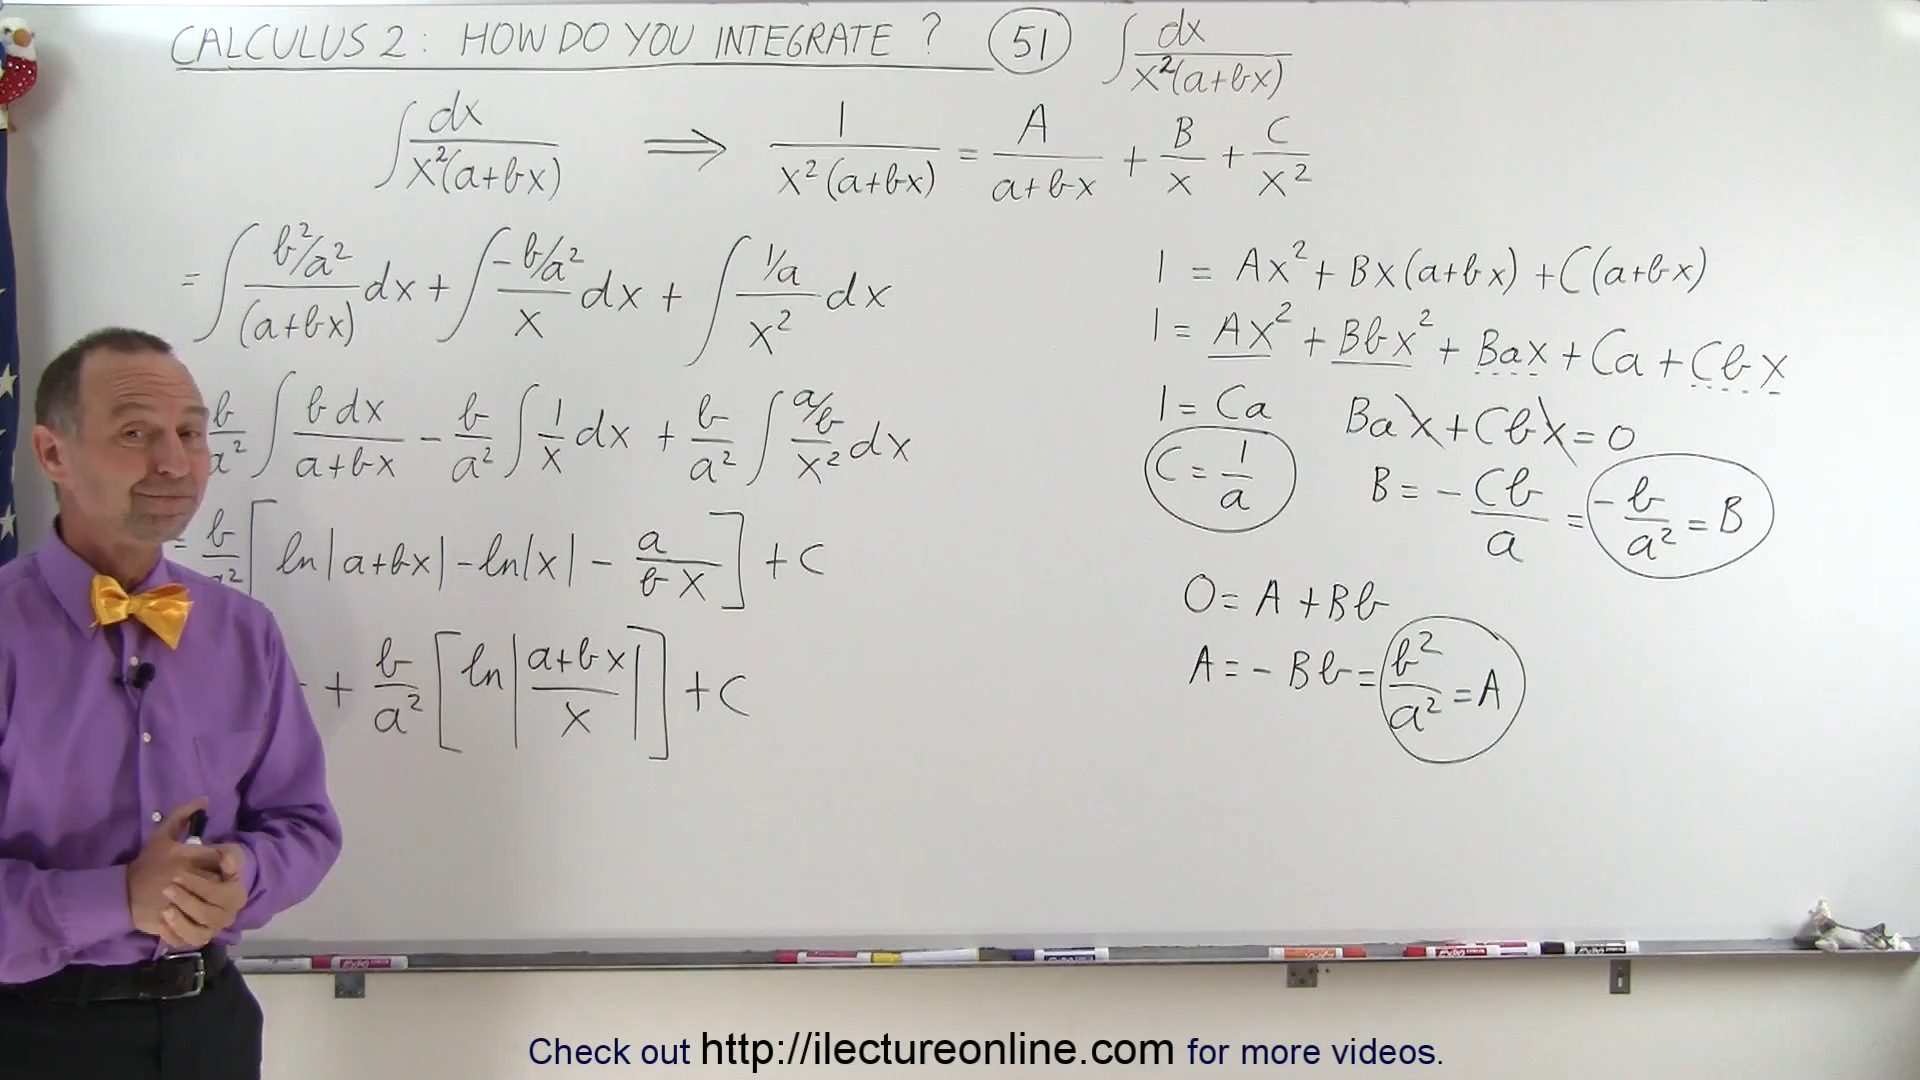 CALCULUS 2: HOW DO YOU INTEGRATE? 51 ∫ dx / x²(a+bx)
∫ dx / x²(a+bx) ⟹ 1 / x²(a+bx) = A / a+bx + B / x + C / x²
= ∫ b²/a² / (a+bx) dx + ∫ -b/a² / x dx + ∫ 1/a / x² dx
b / a² ∫ b dx / a+bx - b / a² ∫ 1 / x dx + b / a² ∫ a/b / x² dx
= b / a² [ ln|a+bx| - ln|x| - a / b x ] + C
+ b / a² [ ln | a+bx / x | ] + C
1 = Ax² + Bx(a+bx) + C(a+bx)
1 = Ax² + Bbx² + Bax + Ca + Cbx
1 = Ca Bax + Cbx = 0
C = 1 / a B = - Cb / a = -b / a² = B
0 = A + Bb
A = - Bb = b² / a² = A
EXPO
Check out http://ilectureonline.com for more videos.